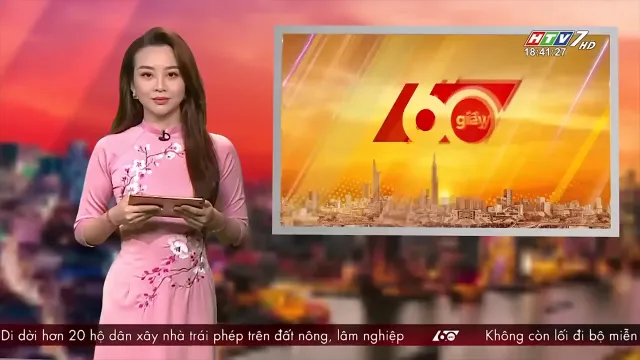 HTV7 HD
18:41:27
60 giây
Di dời hơn 20 hộ dân xây nhà trái phép trên đất nông, lâm nghiệp 60 Không còn lối đi bộ miễn